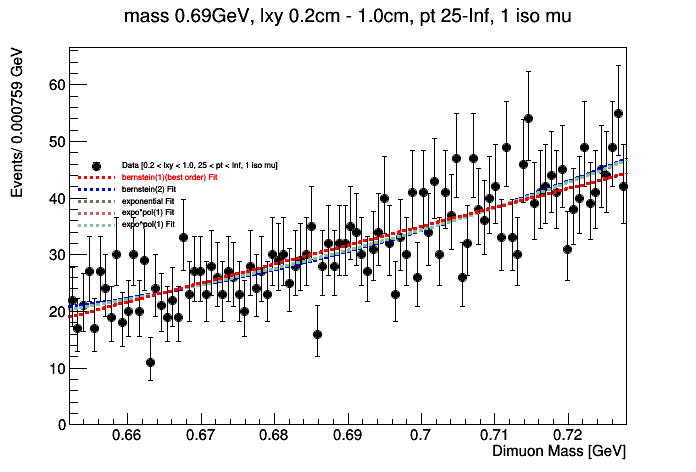 mass 0.69GeV, lxy 0.2cm - 1.0cm, pt 25-Inf, 1 iso mu
Events/ 0.000759 GeV
60
50
40
30
20
10
0
Data [0.2 < lxy < 1.0, 25 < pt < Inf, 1 iso mu]
bernstein(1)(best order) Fit
bernstein(2) Fit
exponential Fit
expo*pol(1) Fit
expo*pol(1) Fit
0.66 0.67 0.68 0.69 0.7 0.71 0.72
Dimuon Mass [GeV]